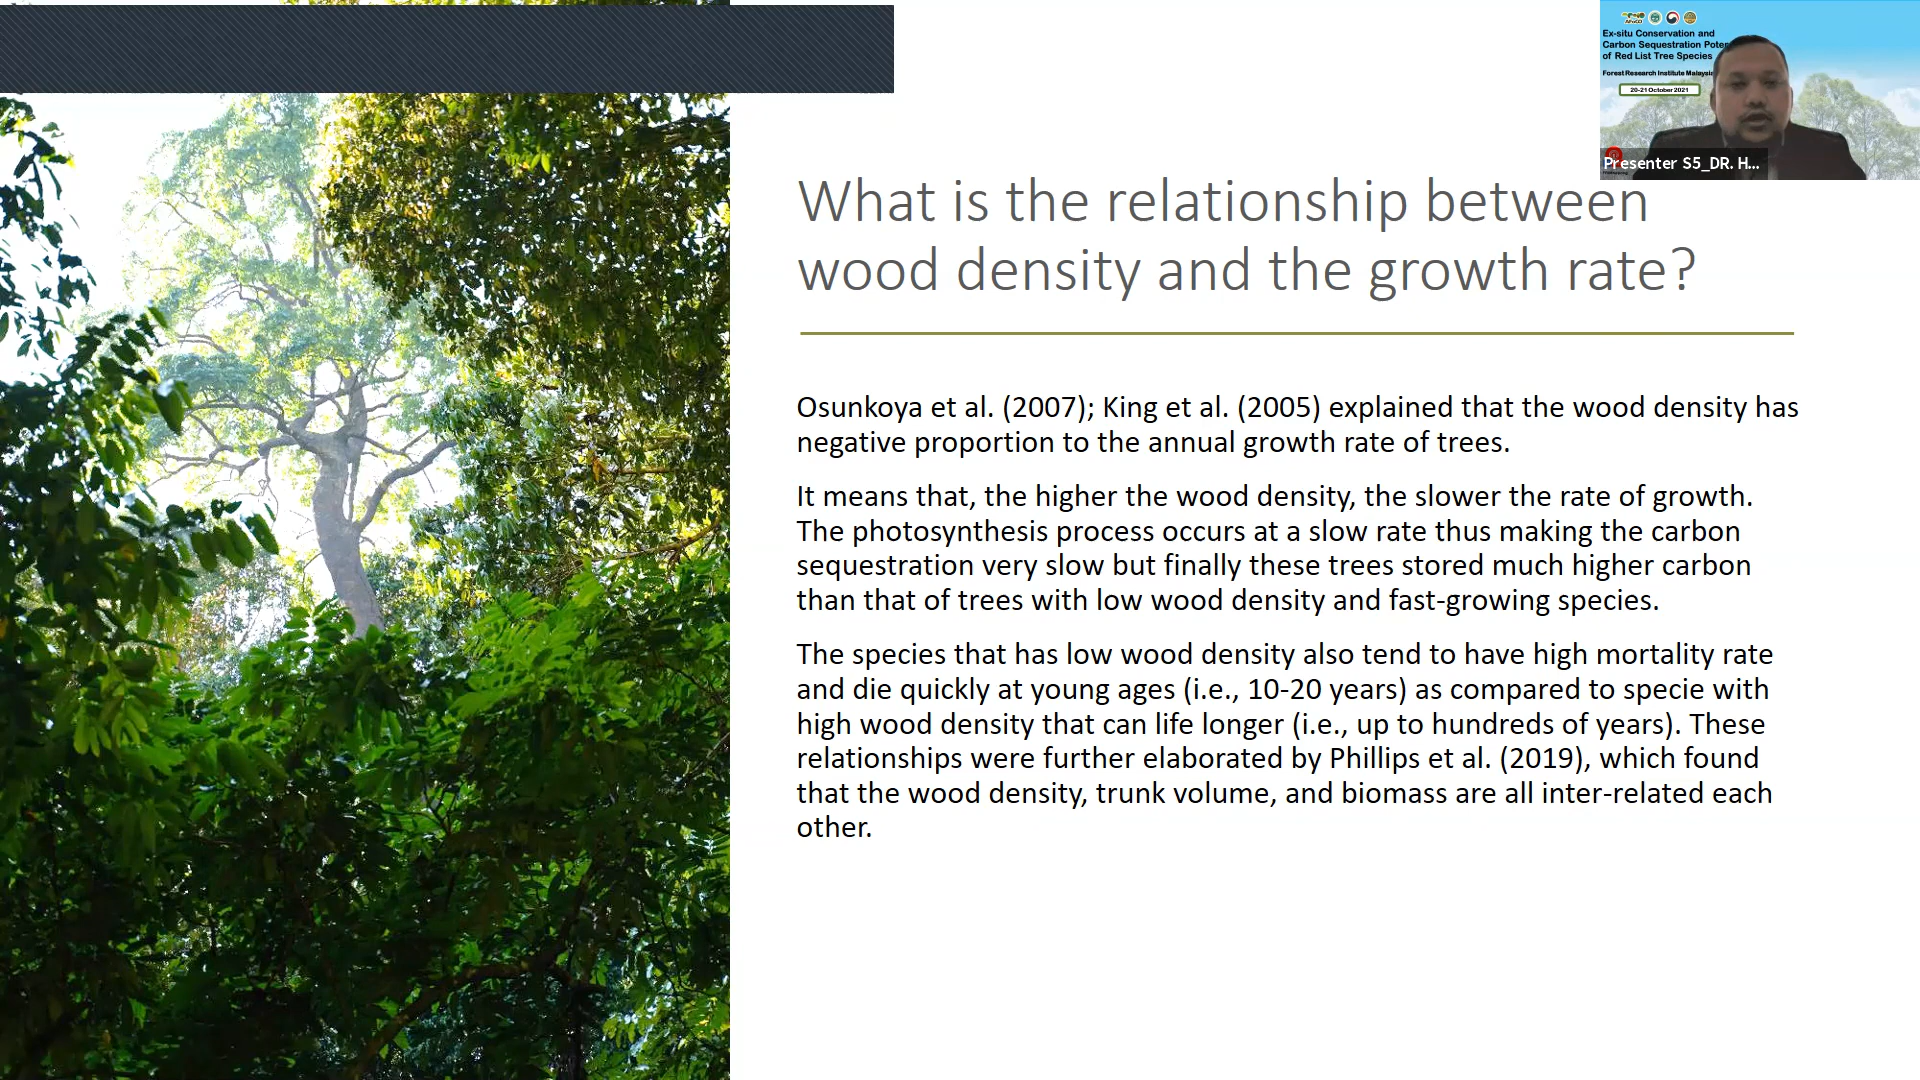 Ex-situ Conservation and
Carbon Sequestration
of Red List Tree Species
Forest Research Institute Malaysia
20-21 October 2021
Presenter S5_DR. H...
What is the relationship between
wood density and the growth rate?
Osunkoya et al. (2007); King et al. (2005) explained that the wood density has
negative proportion to the annual growth rate of trees.
It means that, the higher the wood density, the slower the rate of growth.
The photosynthesis process occurs at a slow rate thus making the carbon
sequestration very slow but finally these trees stored much higher carbon
than that of trees with low wood density and fast-growing species.
The species that has low wood density also tend to have high mortality rate
and die quickly at young ages (i.e., 10-20 years) as compared to specie with
high wood density that can life longer (i.e., up to hundreds of years). These
relationships were further elaborated by Phillips et al. (2019), which found
that the wood density, trunk volume, and biomass are all inter-related each
other.